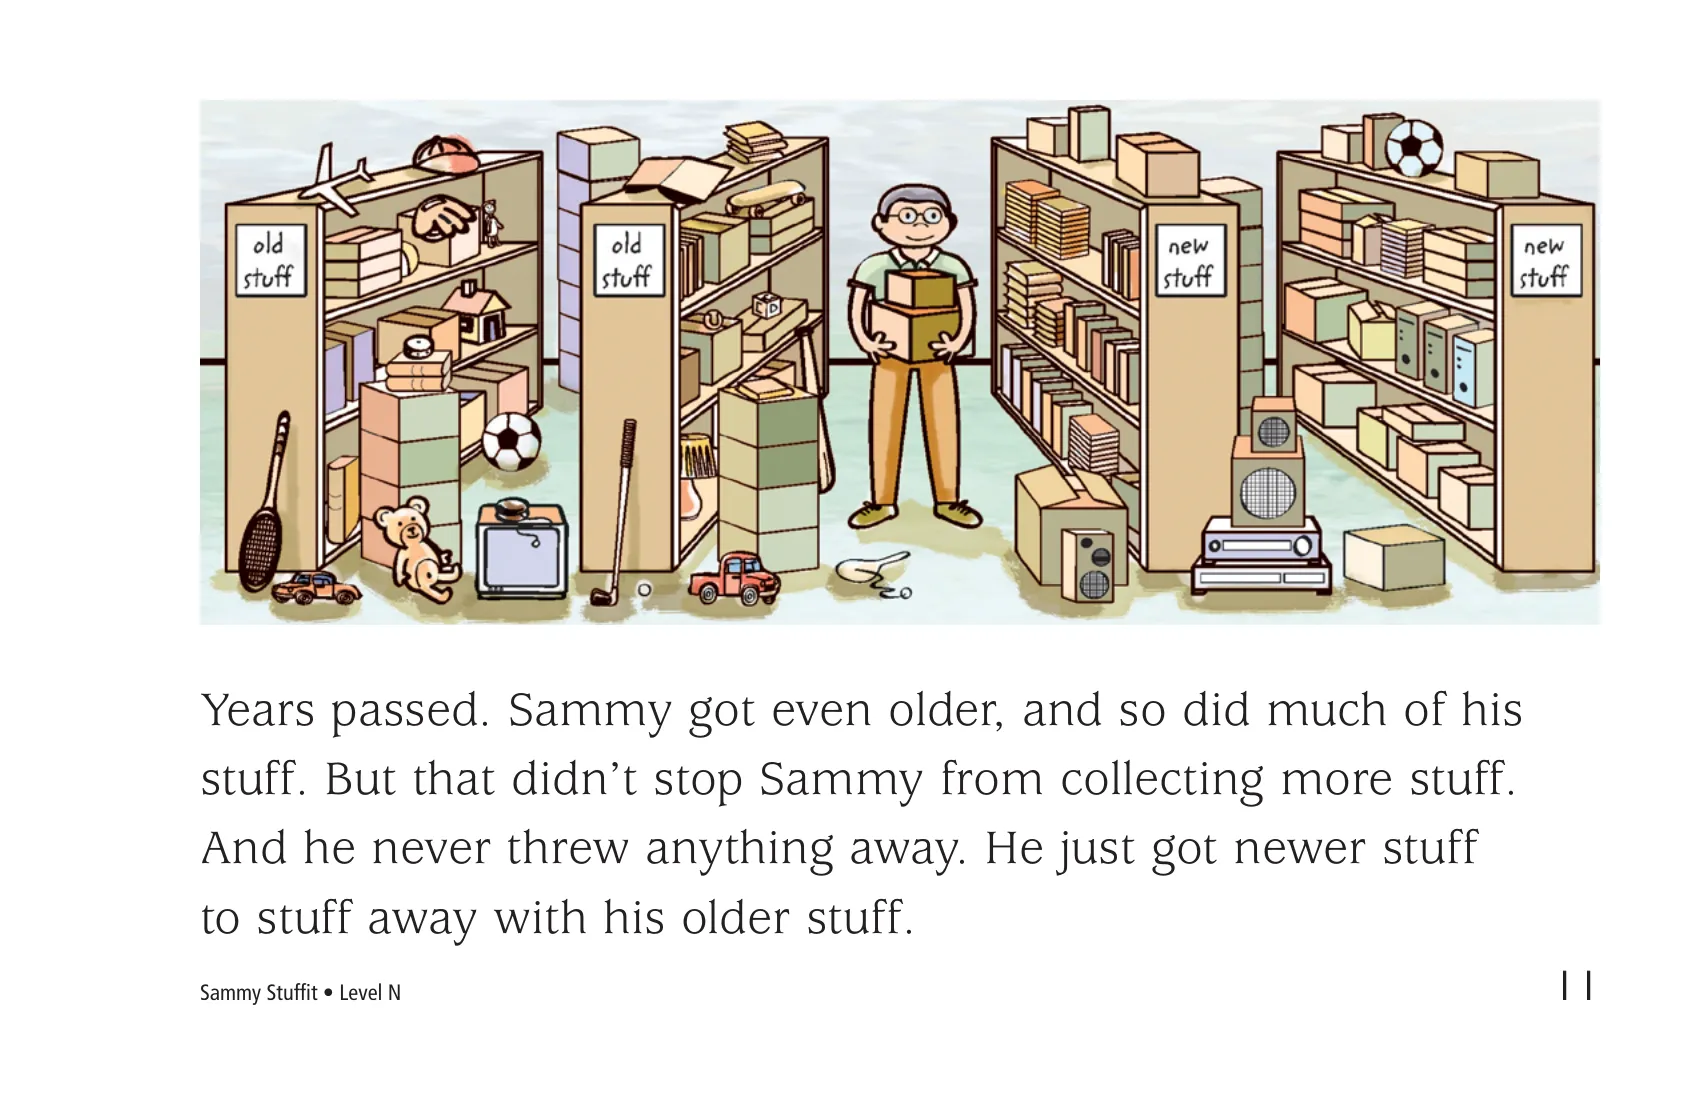 old
stuff
old
stuff
new
stuff
new
stuff
Years passed. Sammy got even older, and so did much of his
stuff. But that didn’t stop Sammy from collecting more stuff.
And he never threw anything away. He just got newer stuff
to stuff away with his older stuff.
Sammy Stuffit • Level N
11